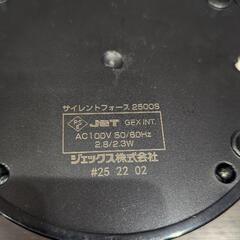 サイレントフォース 2500S
PS E JET GEX INT.
AC100V 50/60Hz
2.8/2.3W
ジェックス株式会社
#25 22 02